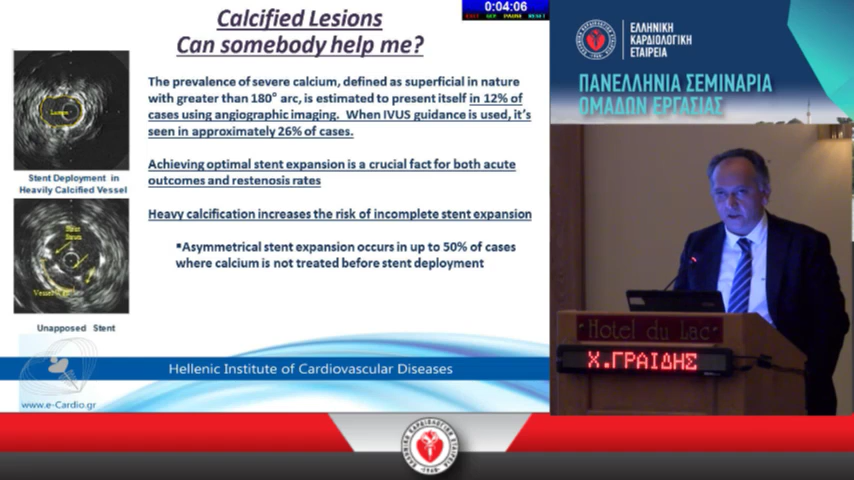 Calcified Lesions
Can somebody help me?
0:04:06
Lumen
Stent Deployment in
Heavily Calcified Vessel
Stent
Unapposed Stent
The prevalence of severe calcium, defined as superficial in nature
with greater than 180° arc, is estimated to present itself in 12% of
cases using angiographic imaging. When IVUS guidance is used, it's
seen in approximately 26% of cases.
Achieving optimal stent expansion is a crucial fact for both acute
outcomes and restenosis rates
Heavy calcification increases the risk of incomplete stent expansion
▪Asymmetrical stent expansion occurs in up to 50% of cases
where calcium is not treated before stent deployment
Hellenic Institute of Cardiovascular Diseases
www.e-Cardio.gr
ΕΛΛΗΝΙΚΗ
ΚΑΡΔΙΟΛΟΓΙΚΗ
ΕΤΑΙΡΕΙΑ
ΠΑΝΕΛΛΗΝΙΑ ΣΕΜΙΝΑΡΙΑ
ΟΜΑΔΩΝ ΕΡΓΑΣΙΑΣ
Hotel du Lac
Χ.ΓΡΑΙΔΗΣ